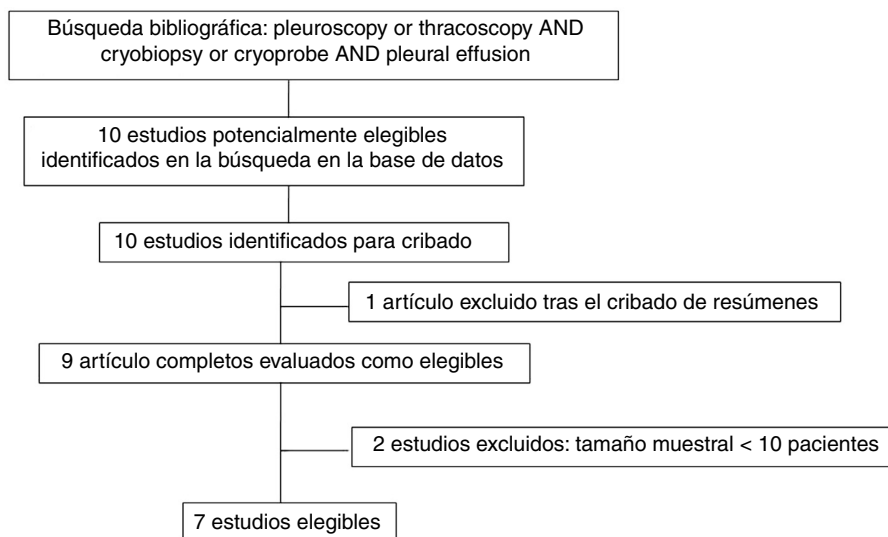 Búsqueda bibliográfica: pleuroscopy or thracoscopy AND
cryobiopsy or cryoprobe AND pleural effusion
10 estudios potencialmente elegibles
identificados en la búsqueda en la base de datos
10 estudios identificados para cribado
1 artículo excluido tras el cribado de resúmenes
9 artículo completos evaluados como elegibles
2 estudios excluidos: tamaño muestral < 10 pacientes
7 estudios elegibles